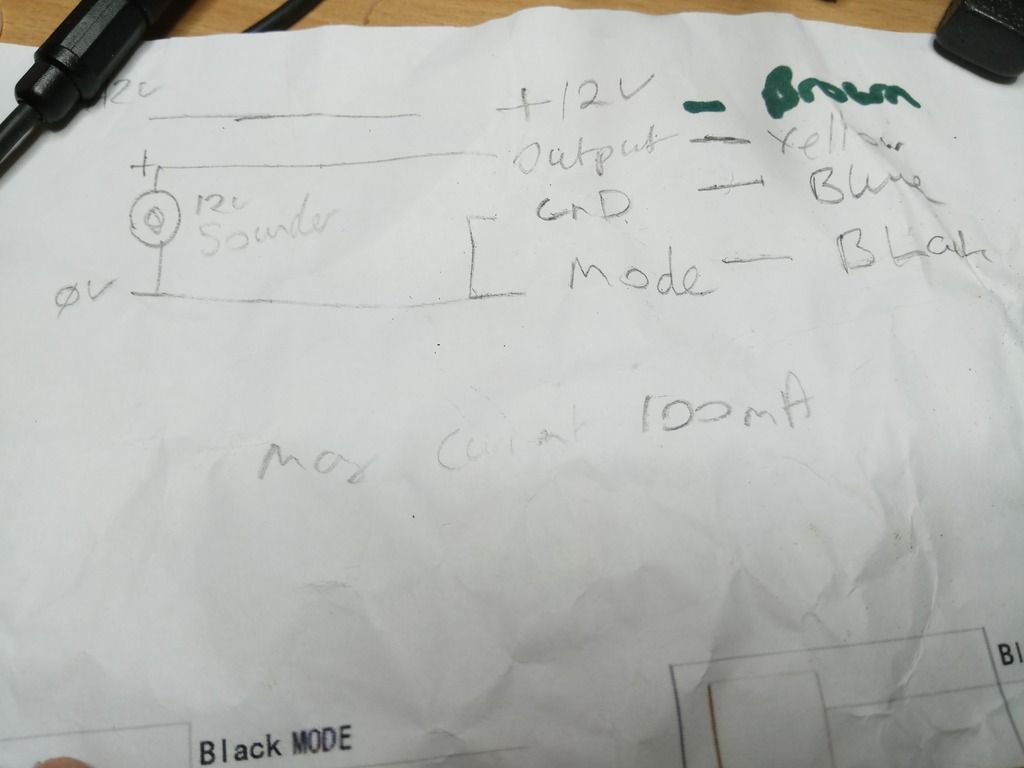 12V
+12V - Brown
+
Output - Yellow
12V
Sounder
GND - Blue
0V
Mode - Black
Max Current 100mA
Black MODE
Bl